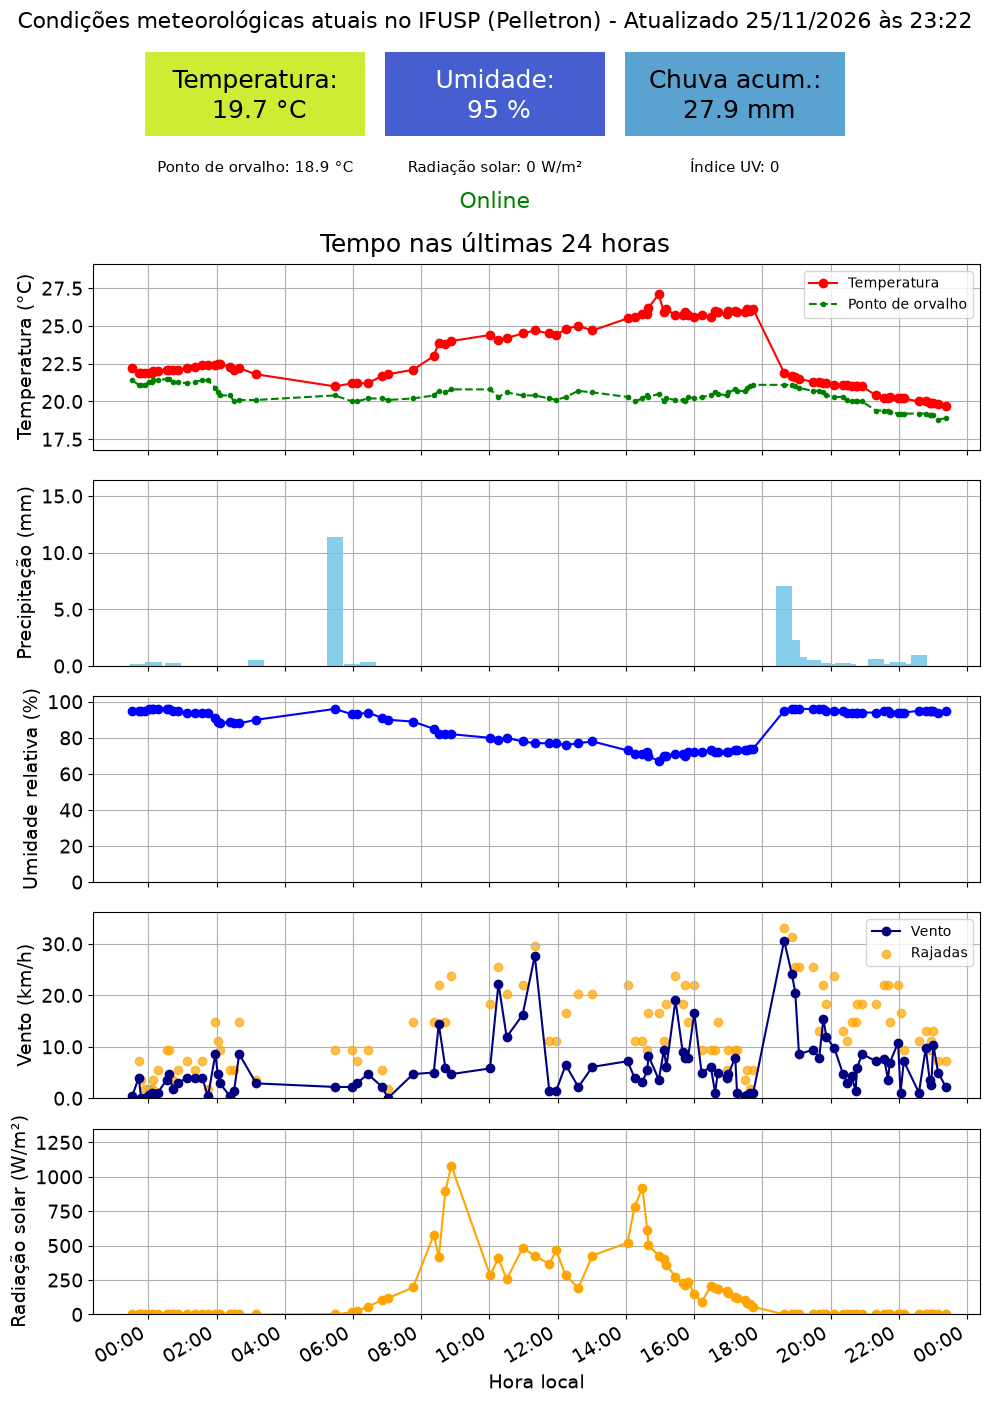 Condições meteorológicas atuais no IFUSP (Pelletron) - Atualizado 25/11/2026 às 23:22
Temperatura:
19.7 °C
Umidade:
95 %
Chuva acum.:
27.9 mm
Ponto de orvalho: 18.9 °C
Radiação solar: 0 W/m²
Índice UV: 0
Online
Tempo nas últimas 24 horas
Temperatura (°C)
27.5
25.0
22.5
20.0
17.5
Temperatura
Ponto de orvalho
Precipitação (mm)
15.0
10.0
5.0
0.0
Umidade relativa (%)
100
80
60
40
20
0
Vento (km/h)
30.0
20.0
10.0
0.0
Vento
Rajadas
Radiação solar (W/m²)
1250
1000
750
500
250
0
00:00
02:00
04:00
06:00
08:00
10:00
12:00
14:00
16:00
18:00
20:00
22:00
00:00
Hora local